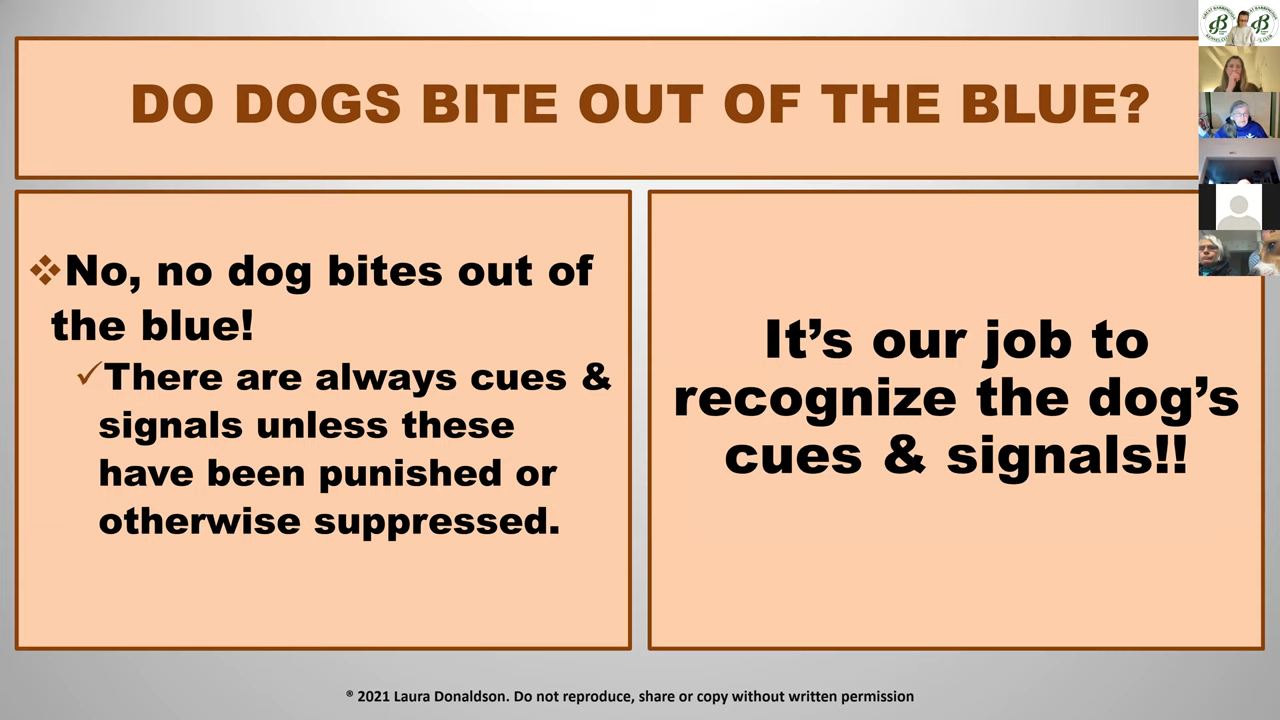 DO DOGS BITE OUT OF THE BLUE?
❖No, no dog bites out of
the blue!
✓There are always cues &
signals unless these
have been punished or
otherwise suppressed.
It’s our job to
recognize the dog’s
cues & signals!!
® 2021 Laura Donaldson. Do not reproduce, share or copy without written permission